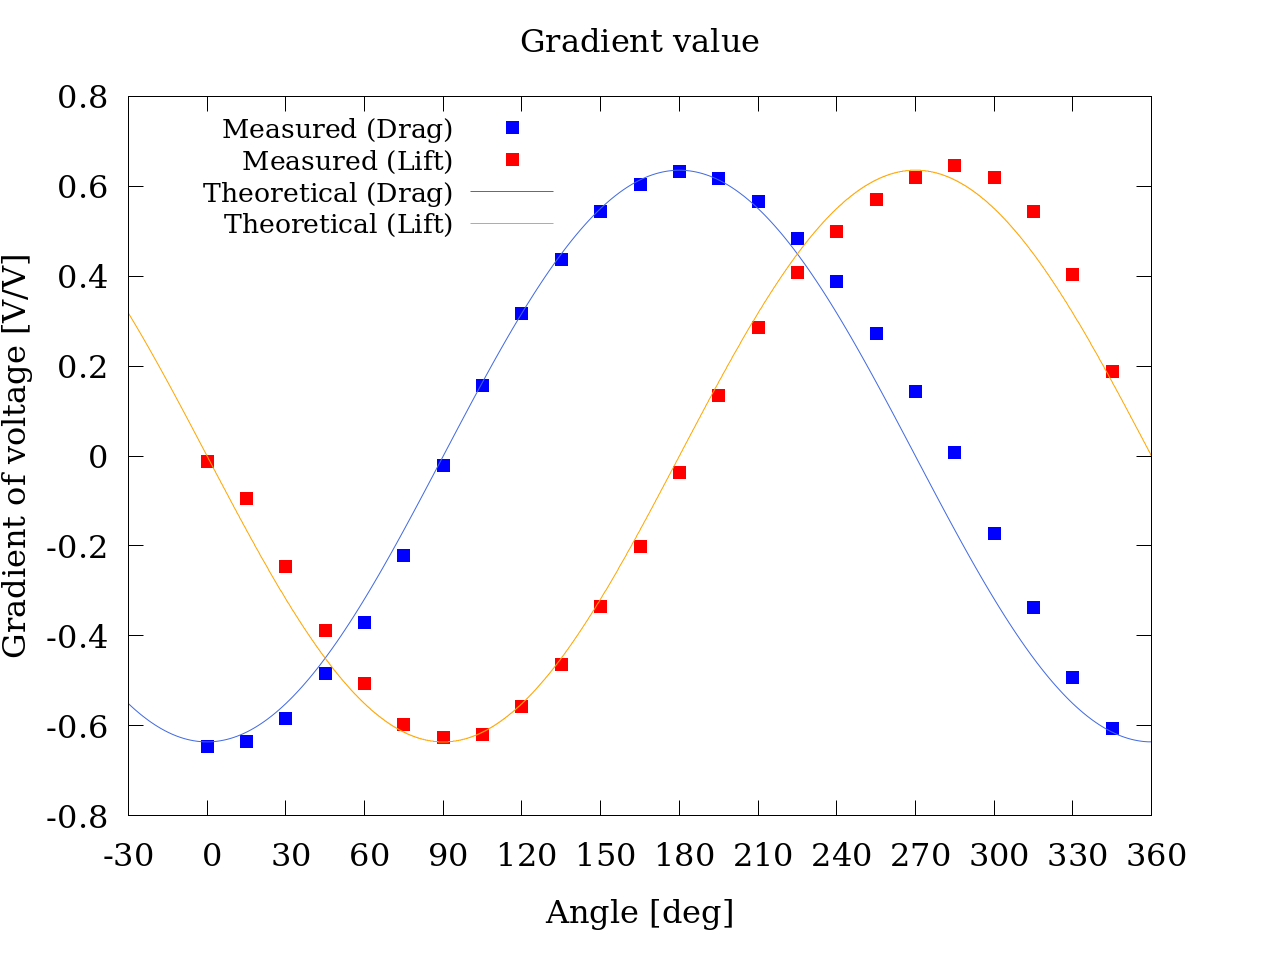 Gradient value
0.8
0.6
0.4
0.2
0
-0.2
-0.4
-0.6
-0.8
Gradient of voltage [V/V]
Measured (Drag)
Measured (Lift)
Theoretical (Drag)
Theoretical (Lift)
-30 0 30 60 90 120 150 180 210 240 270 300 330 360
Angle [deg]